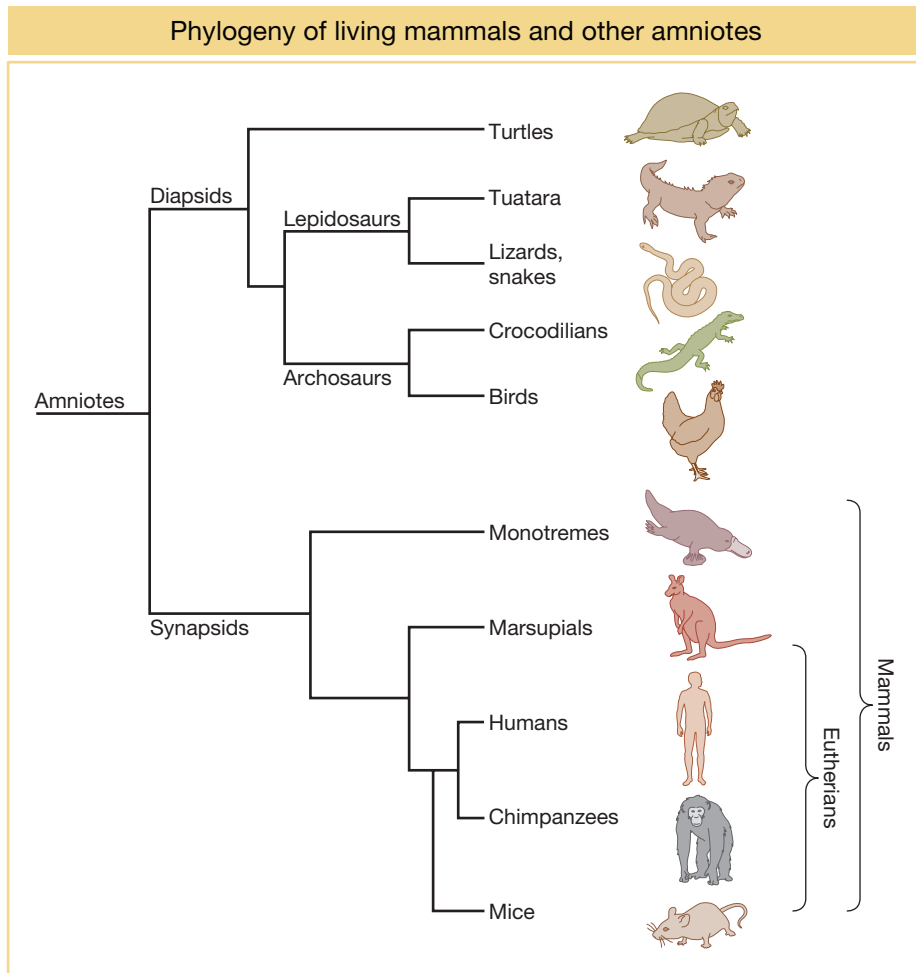 Phylogeny of living mammals and other amniotes
Turtles
Diapsids
Tuatara
Lepidosaurs
Lizards,
snakes
Crocodilians
Archosaurs
Birds
Amniotes
Monotremes
Synapsids
Marsupials
Humans
Chimpanzees
Mice
Eutherians
Mammals